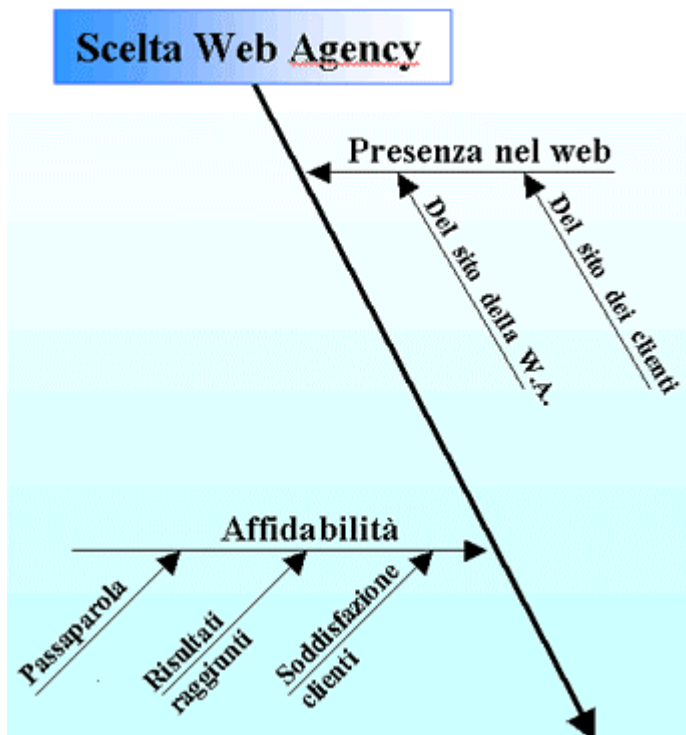 Scelta Web Agency
Presenza nel web
Del sito della W.A.
Del sito dei clienti
Affidabilità
Passaparola
Risultati
raggiunti
Soddisfazione
clienti